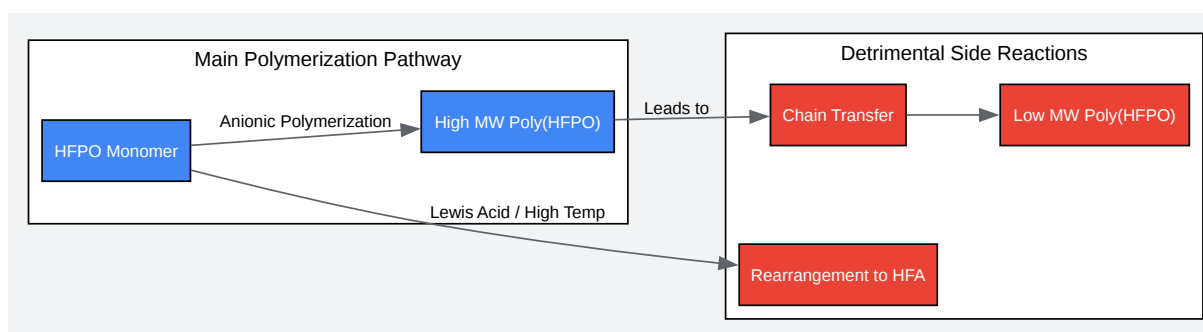 Main Polymerization Pathway
HFPO Monomer
Anionic Polymerization
High MW Poly(HFPO)
Lewis Acid / High Temp
Leads to
Detrimental Side Reactions
Chain Transfer
Low MW Poly(HFPO)
Rearrangement to HFA